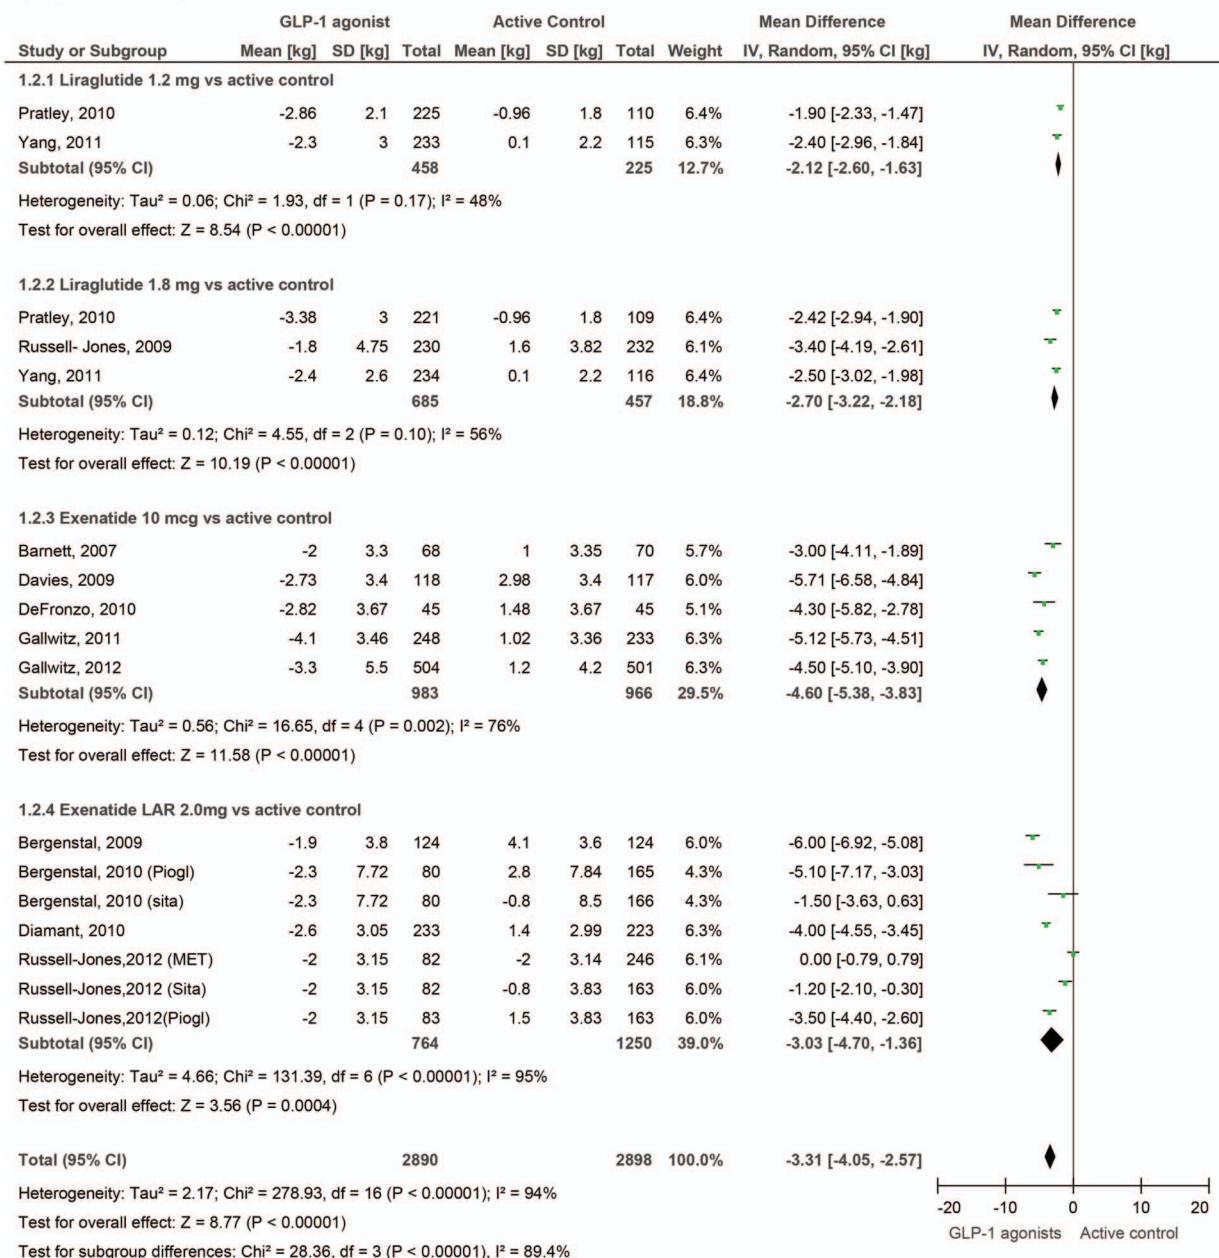 GLP-1 agonist Active Control Mean Difference Mean Difference
Study or Subgroup Mean [kg] SD [kg] Total Mean [kg] SD [kg] Total Weight IV, Random, 95% CI [kg] IV, Random, 95% CI [kg]
1.2.1 Liraglutide 1.2 mg vs active control
Pratley, 2010 -2.86 2.1 225 -0.96 1.8 110 6.4% -1.90 [-2.33, -1.47]
Yang, 2011 -2.3 3 233 0.1 2.2 115 6.3% -2.40 [-2.96, -1.84]
Subtotal (95% CI) 458 225 12.7% -2.12 [-2.60, -1.63]
Heterogeneity: Tau² = 0.06; Chi² = 1.93, df = 1 (P = 0.17); I² = 48%
Test for overall effect: Z = 8.54 (P < 0.00001)
1.2.2 Liraglutide 1.8 mg vs active control
Pratley, 2010 -3.38 3 221 -0.96 1.8 109 6.4% -2.42 [-2.94, -1.90]
Russell- Jones, 2009 -1.8 4.75 230 1.6 3.82 232 6.1% -3.40 [-4.19, -2.61]
Yang, 2011 -2.4 2.6 234 0.1 2.2 116 6.4% -2.50 [-3.02, -1.98]
Subtotal (95% CI) 685 457 18.8% -2.70 [-3.22, -2.18]
Heterogeneity: Tau² = 0.12; Chi² = 4.55, df = 2 (P = 0.10); I² = 56%
Test for overall effect: Z = 10.19 (P < 0.00001)
1.2.3 Exenatide 10 mcg vs active control
Barnett, 2007 -2 3.3 68 1 3.35 70 5.7% -3.00 [-4.11, -1.89]
Davies, 2009 -2.73 3.4 118 2.98 3.4 117 6.0% -5.71 [-6.58, -4.84]
DeFronzo, 2010 -2.82 3.67 45 1.48 3.67 45 5.1% -4.30 [-5.82, -2.78]
Gallwitz, 2011 -4.1 3.46 248 1.02 3.36 233 6.3% -5.12 [-5.73, -4.51]
Gallwitz, 2012 -3.3 5.5 504 1.2 4.2 501 6.3% -4.50 [-5.10, -3.90]
Subtotal (95% CI) 983 966 29.5% -4.60 [-5.38, -3.83]
Heterogeneity: Tau² = 0.56; Chi² = 16.65, df = 4 (P = 0.002); I² = 76%
Test for overall effect: Z = 11.58 (P < 0.00001)
1.2.4 Exenatide LAR 2.0mg vs active control
Bergenstal, 2009 -1.9 3.8 124 4.1 3.6 124 6.0% -6.00 [-6.92, -5.08]
Bergenstal, 2010 (Piogl) -2.3 7.72 80 2.8 7.84 165 4.3% -5.10 [-7.17, -3.03]
Bergenstal, 2010 (sita) -2.3 7.72 80 -0.8 8.5 166 4.3% -1.50 [-3.63, 0.63]
Diamant, 2010 -2.6 3.05 233 1.4 2.99 223 6.3% -4.00 [-4.55, -3.45]
Russell-Jones,2012 (MET) -2 3.15 82 -2 3.14 246 6.1% 0.00 [-0.79, 0.79]
Russell-Jones,2012 (Sita) -2 3.15 82 -0.8 3.83 163 6.0% -1.20 [-2.10, -0.30]
Russell-Jones,2012(Piogl) -2 3.15 83 1.5 3.83 163 6.0% -3.50 [-4.40, -2.60]
Subtotal (95% CI) 764 1250 39.0% -3.03 [-4.70, -1.36]
Heterogeneity: Tau² = 4.66; Chi² = 131.39, df = 6 (P < 0.00001); I² = 95%
Test for overall effect: Z = 3.56 (P = 0.0004)
Total (95% CI) 2890 2898 100.0% -3.31 [-4.05, -2.57]
Heterogeneity: Tau² = 2.17; Chi² = 278.93, df = 16 (P < 0.00001); I² = 94%
Test for overall effect: Z = 8.77 (P < 0.00001)
Test for subgroup differences: Chi² = 28.36, df = 3 (P < 0.00001), I² = 89.4%
-20 -10 0 10 20
GLP-1 agonists Active control